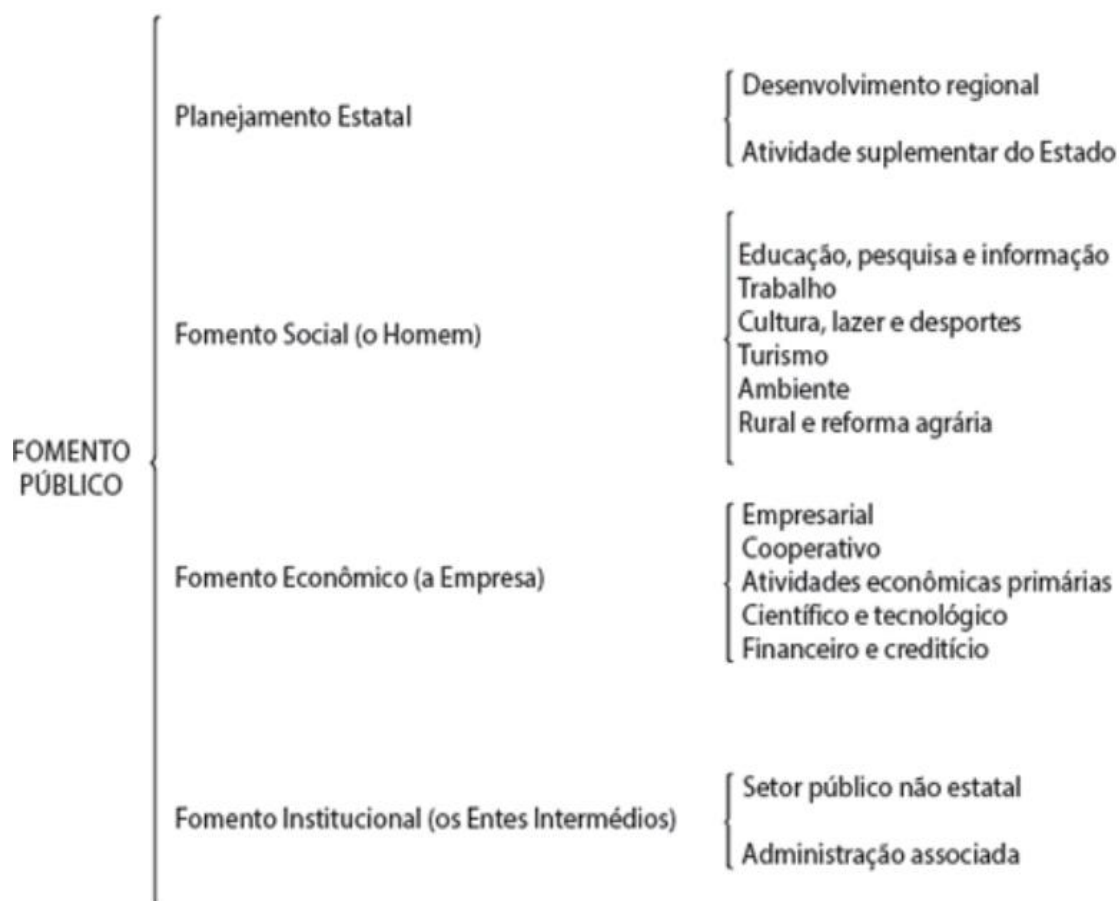 FOMENTO
PÚBLICO
Planejamento Estatal
Desenvolvimento regional
Atividade suplementar do Estado
Fomento Social (o Homem)
Educação, pesquisa e informação
Trabalho
Cultura, lazer e desportes
Turismo
Ambiente
Rural e reforma agrária
Fomento Econômico (a Empresa)
Empresarial
Cooperativo
Atividades econômicas primárias
Científico e tecnológico
Financeiro e creditício
Fomento Institucional (os Entes Intermédios)
Setor público não estatal
Administração associada